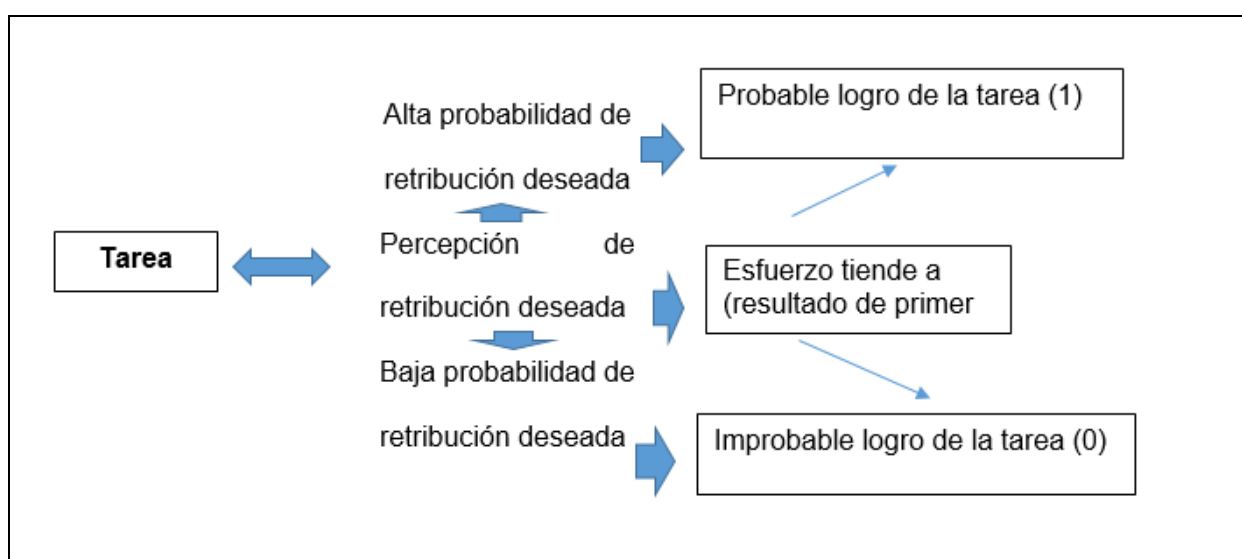 Tarea
Alta probabilidad de
retribución deseada
Percepción de
retribución deseada
Baja probabilidad de
retribución deseada
Probable logro de la tarea (1)
Esfuerzo tiende a
(resultado de primer
Improbable logro de la tarea (0)